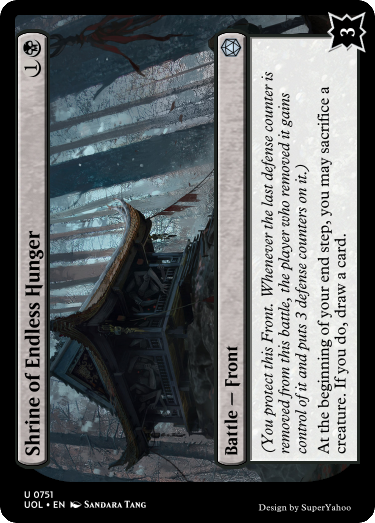 Shrine of Endless Hunger
Battle — Front
(You protect this Front. Whenever the last defense counter is
removed from this battle, the player who removed it gains
control of it and puts 3 defense counters on it.)
At the beginning of your end step, you may sacrifice a
creature. If you do, draw a card.
3
U 0751
UOL • EN SANDARA TANG
Design by SuperYahoo